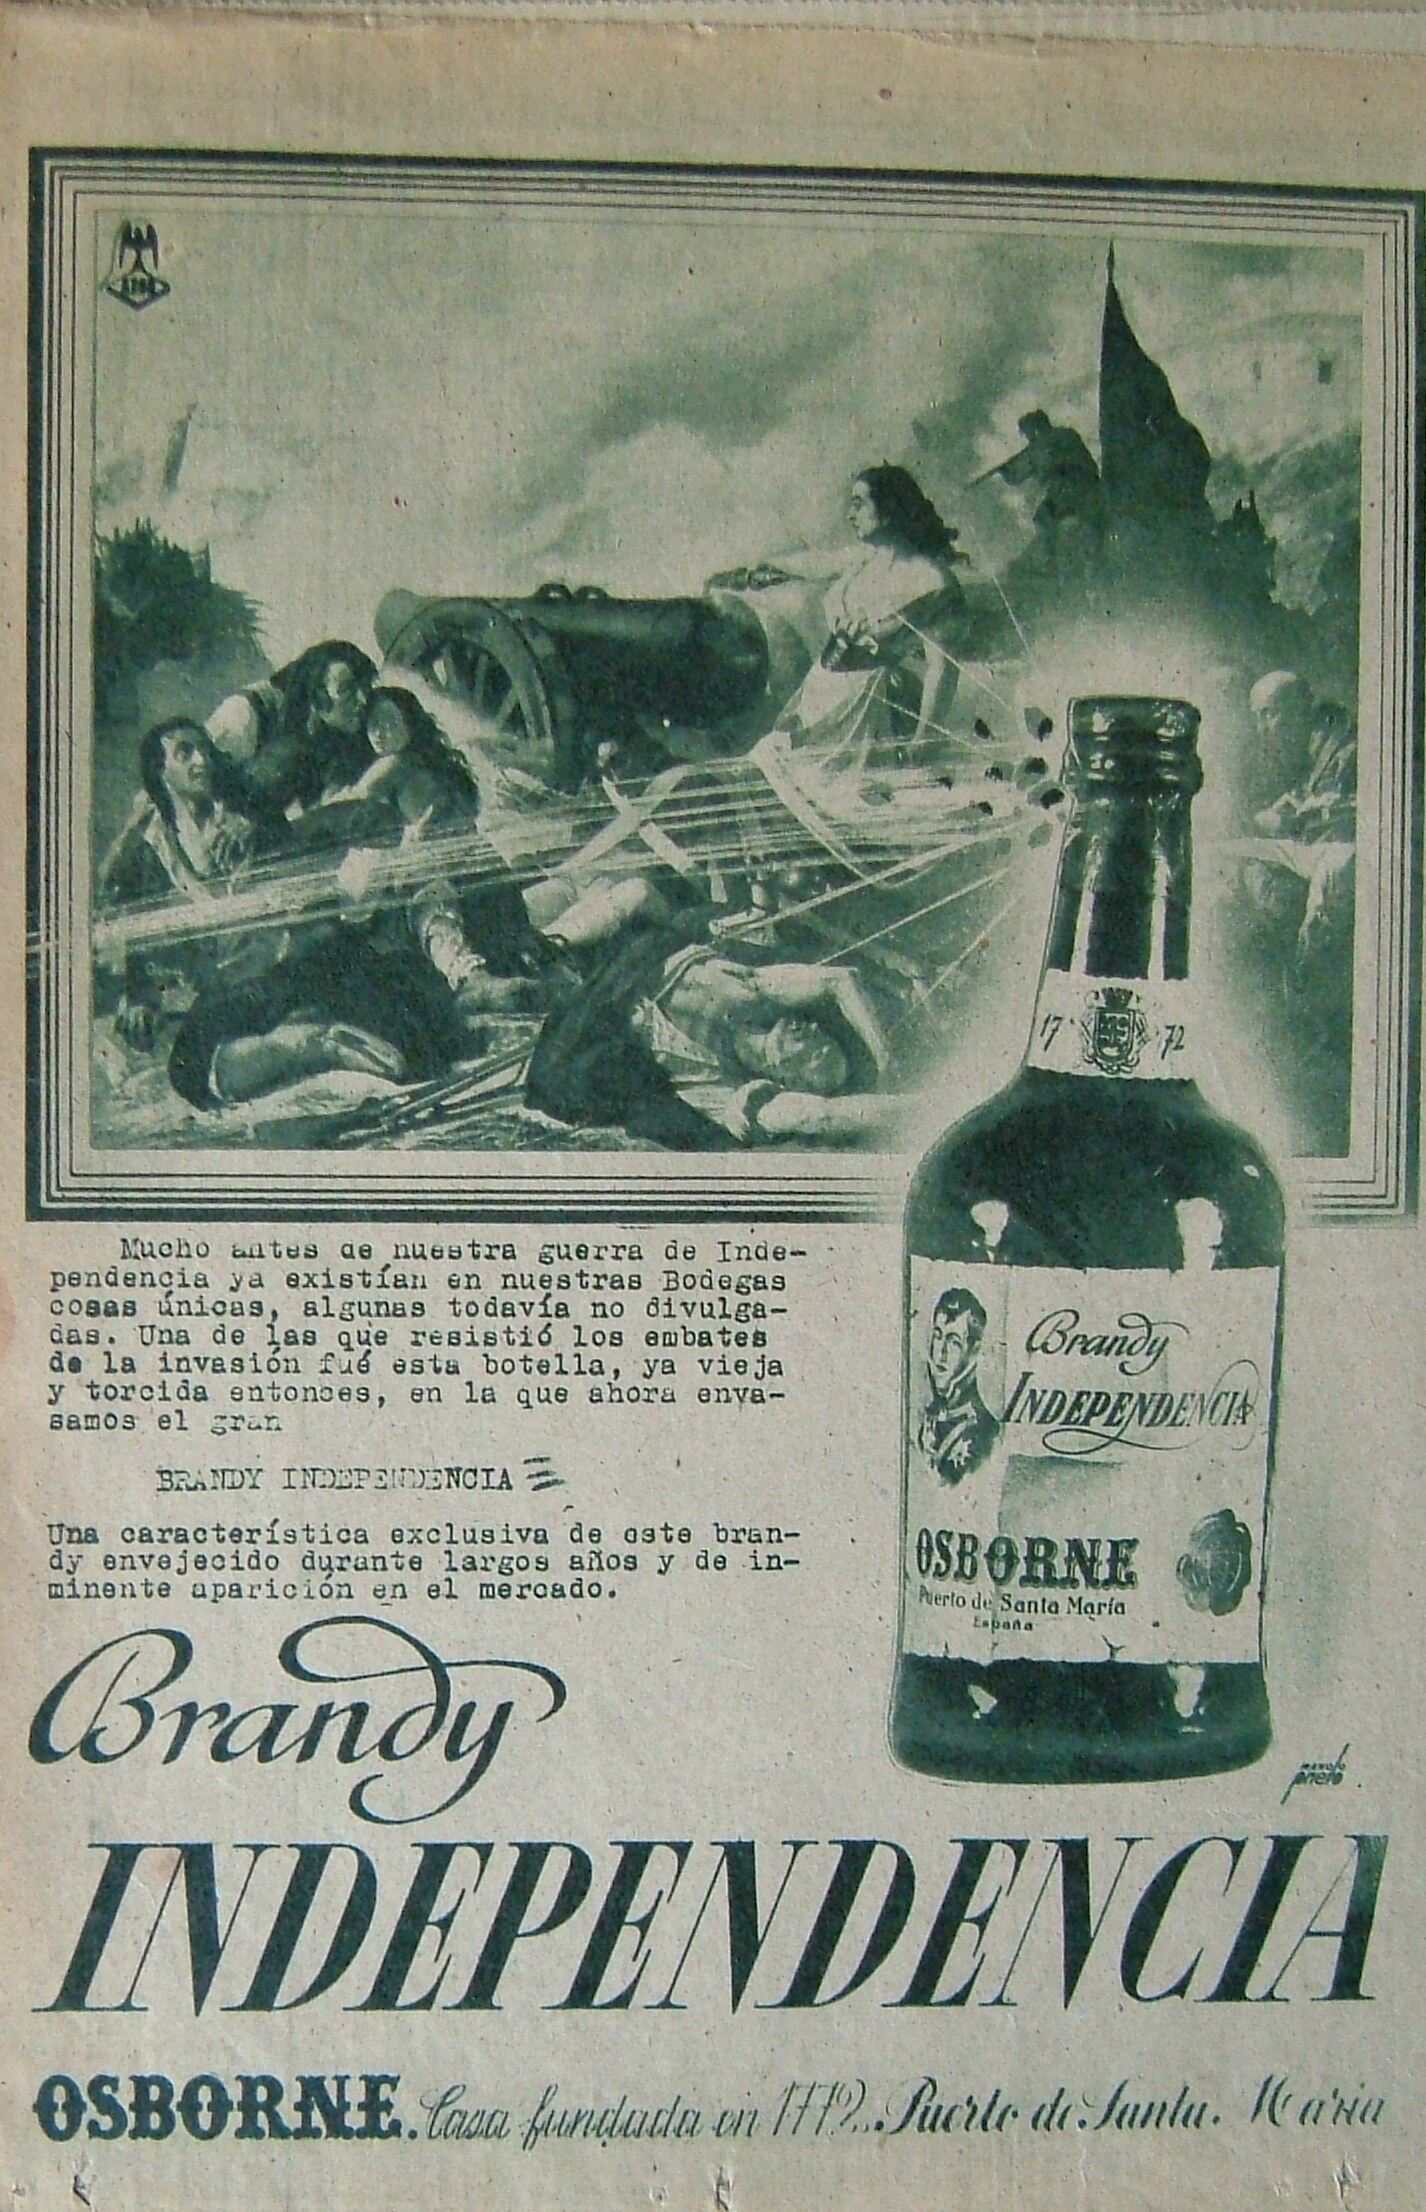 17 72
Mucho antes de nuestra guerra de Inde-
pendencia ya existían en nuestras Bodegas
cosas únicas, algunas todavía no divulga-
das. Una de las que resistió los embates
de la invasión fué esta botella, ya vieja
y torcida entonces, en la que ahora enva-
samos el gran
BRANDY INDEPENDENCIA
Una característica exclusiva de este bran-
dy envejecido durante largos años y de in-
minente aparición en el mercado.
Brandy
INDEPENDENCIA
OSBORNE
Puerto de Santa María
España
MANOLO
prieto
Brandy
INDEPENDENCIA
OSBORNE. Casa fundada en 1772... Puerto de Santa María